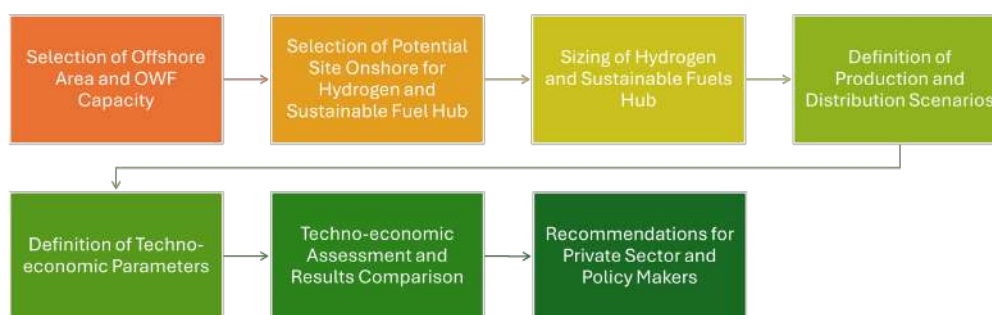 Selection of Offshore
Area and OWF
Capacity
Selection of Potential
Site Onshore for
Hydrogen and
Sustainable Fuel Hub
Sizing of Hydrogen
and Sustainable Fuels
Hub
Definition of
Production and
Distribution Scenarios
Definition of Techno-
economic Parameters
Techno-economic
Assessment and
Results Comparison
Recommendations for
Private Sector and
Policy Makers